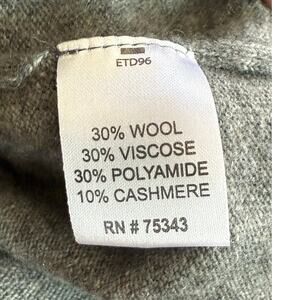 ETD96
30% WOOL
30% VISCOSE
30% POLYAMIDE
10% CASHMERE
RN # 75343